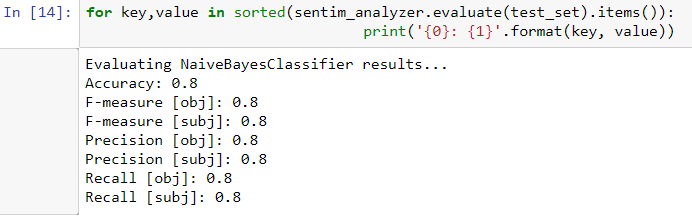 In [14]: for key,value in sorted(sentim_analyzer.evaluate(test_set).items()):
print('{0}: {1}'.format(key, value))
Evaluating NaiveBayesClassifier results...
Accuracy: 0.8
F-measure [obj]: 0.8
F-measure [subj]: 0.8
Precision [obj]: 0.8
Precision [subj]: 0.8
Recall [obj]: 0.8
Recall [subj]: 0.8